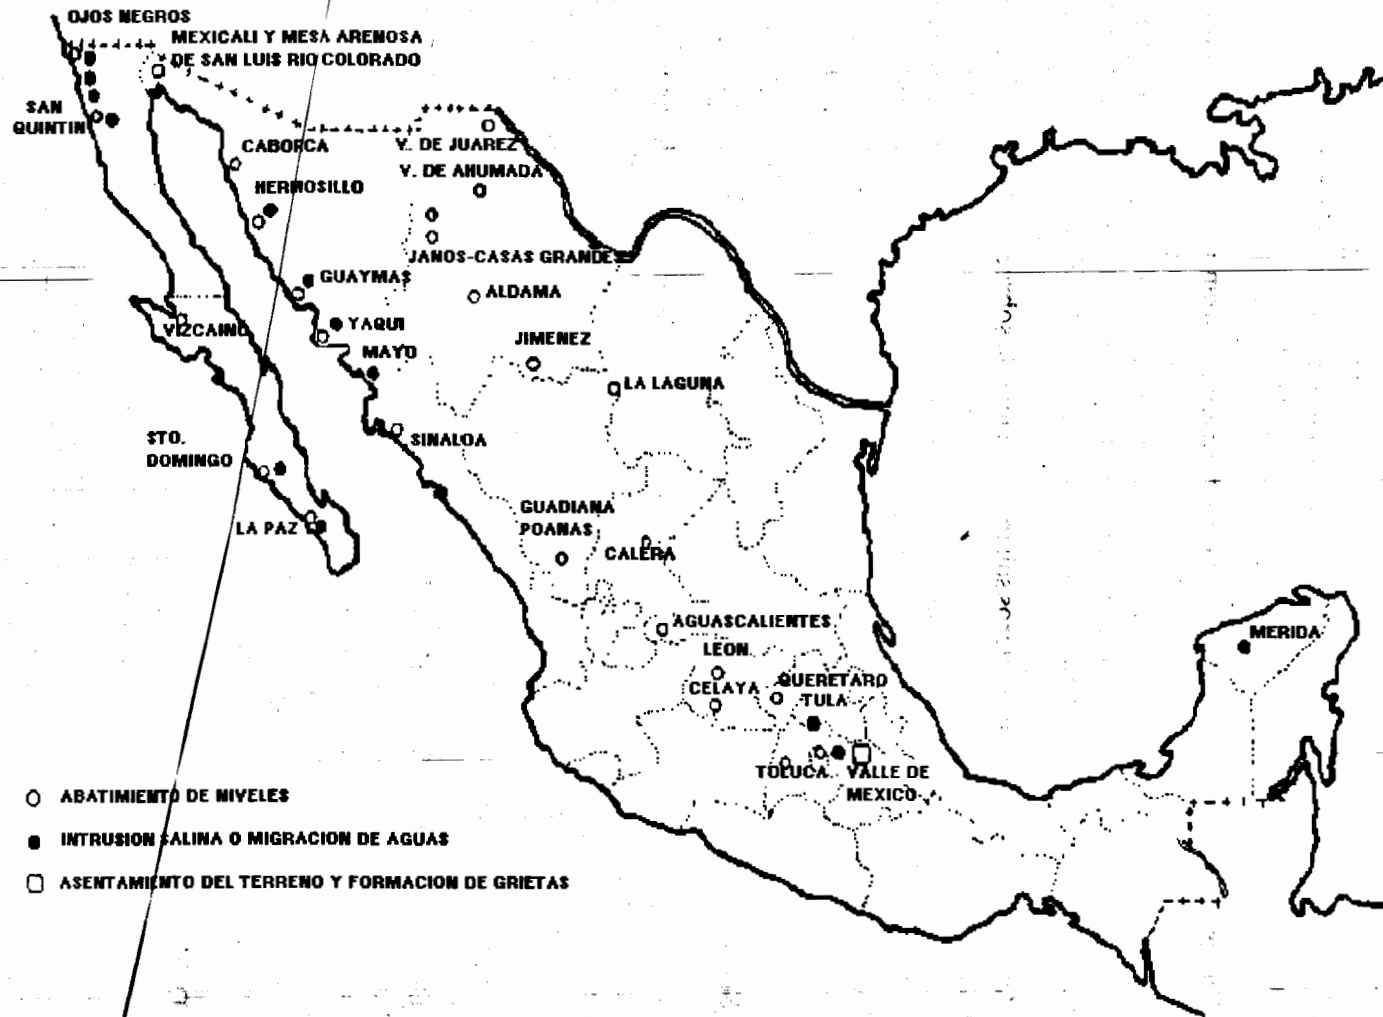 OJOS NEGROS
MEXICALI Y MESA ARENOSA
DE SAN LUIS RIO COLORADO
SAN
QUINTIN
CABORCA
V. DE JUAREZ
V. DE AHUMADA
HERMOSILLO
JANOS-CASAS GRANDES
GUAYMAS
ALDAMA
VIZCAINO
YAQUI
JIMENEZ
MAYO
LA LAGUNA
STO.
DOMINGO
SINALOA
GUADIANA
POANAS
LA PAZ
CALERA
AGUASCALIENTES
MERIDA
LEON
CELAYA
QUERETARO
TULA
TOLUCA
VALLE DE
MEXICO
ABATIMIENTO DE NIVELES
INTRUSION SALINA O MIGRACION DE AGUAS
ASENTAMIENTO DEL TERRENO Y FORMACION DE GRIETAS